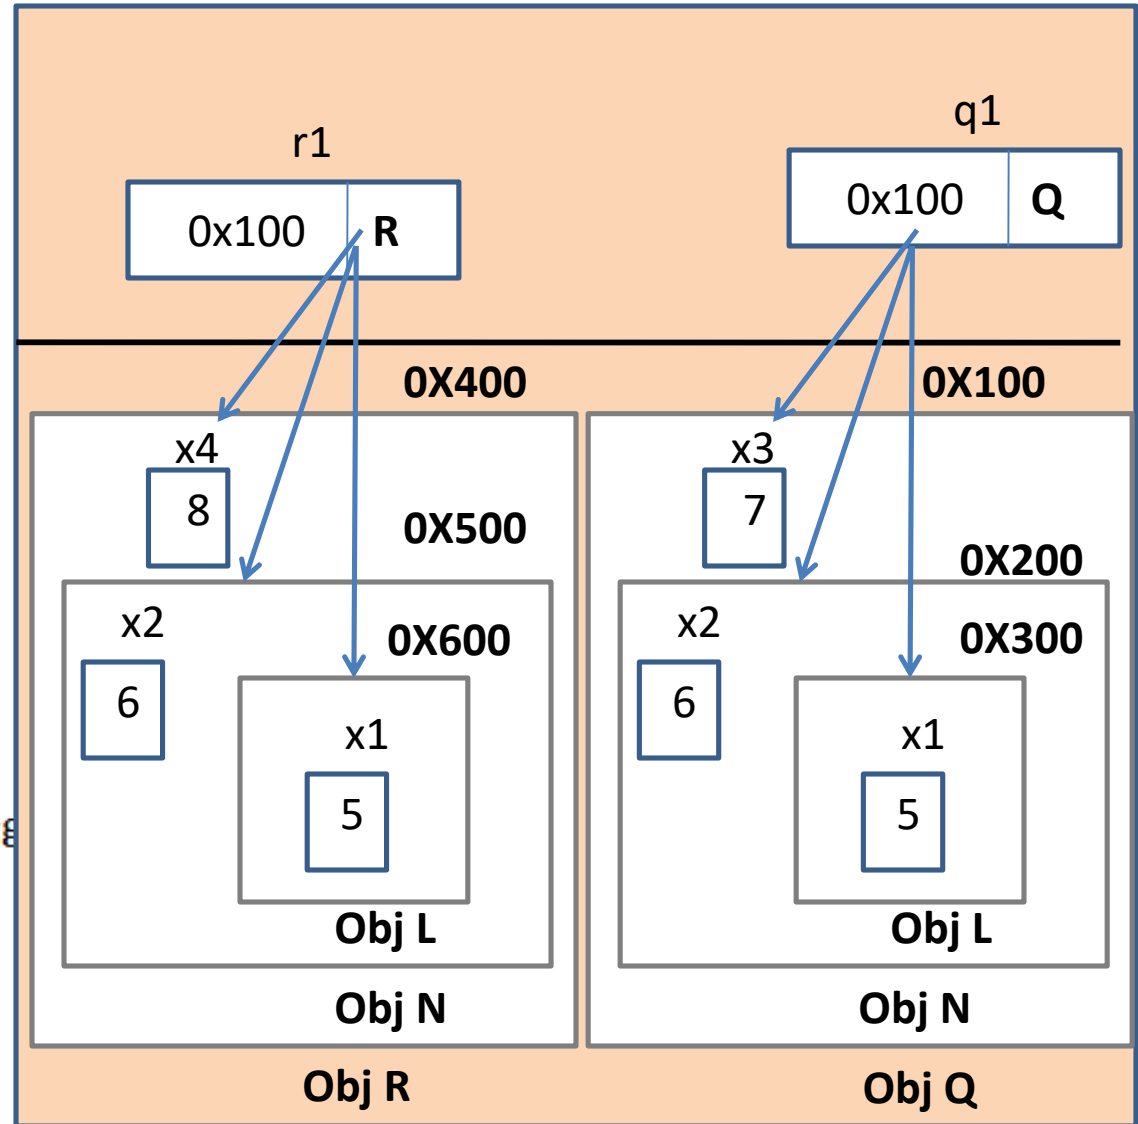 q1
r1
0x100 Q
0x100 R
0X400 0X100
x4 x3
8 7
0X500
0X200
x2 0X600 x2 0X300
6 6
x1 x1
5 5
g
Obj L Obj L
Obj N Obj N
Obj R Obj Q